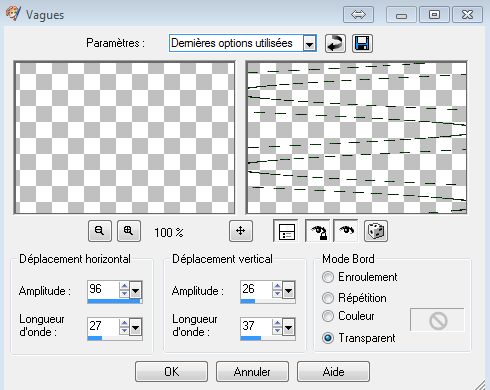 Vagues
Paramètres : Dernières options utilisées
100 %
Déplacement horizontal
Amplitude : 96
Longueur d'onde : 27
Déplacement vertical
Amplitude : 26
Longueur d'onde : 37
Mode Bord
Enroulement
Répétition
Couleur
Transparent
OK Annuler Aide